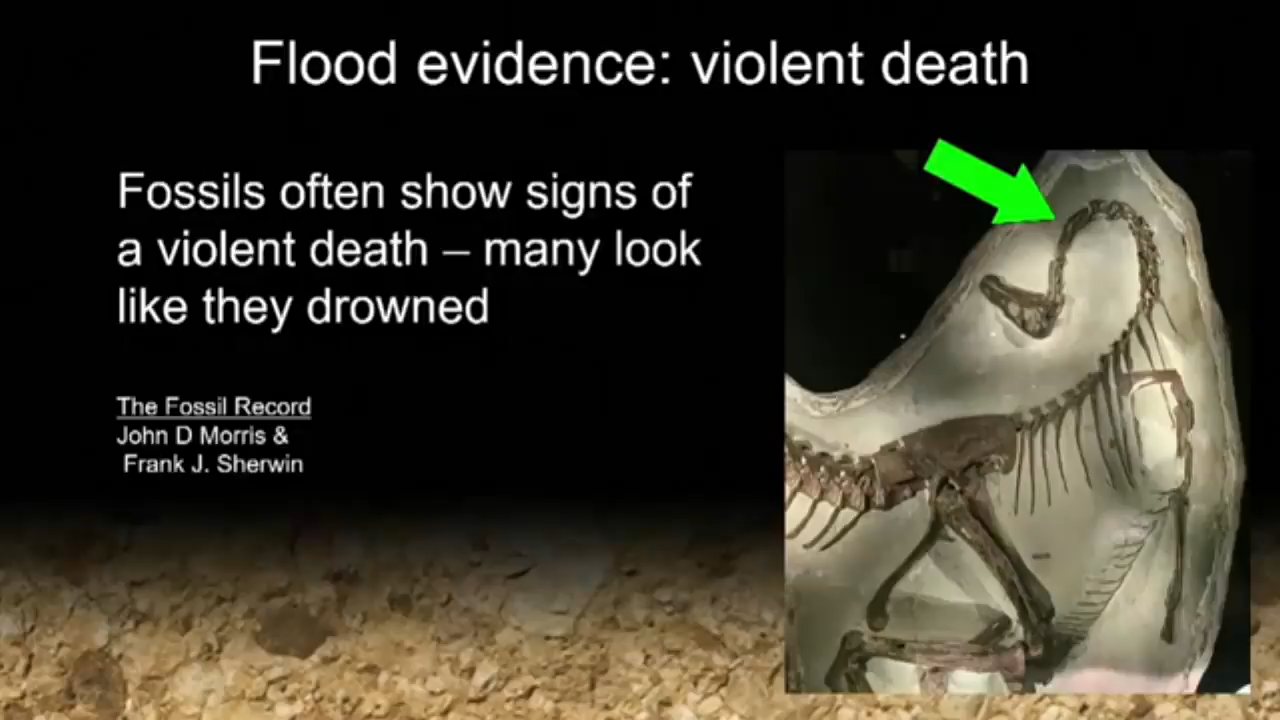 Flood evidence: violent death
Fossils often show signs of
a violent death – many look
like they drowned
The Fossil Record
John D Morris &
Frank J. Sherwin